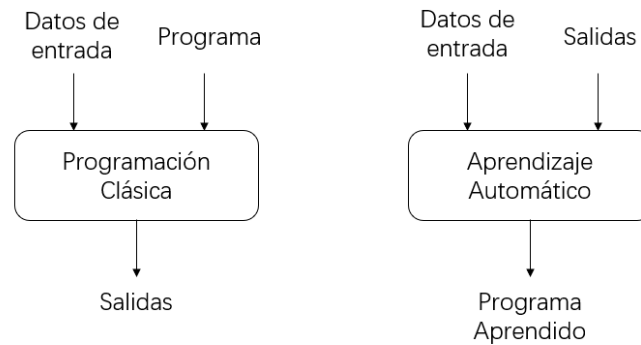 Datos de
entrada
Programa
Programación
Clásica
Salidas
Datos de
entrada
Salidas
Aprendizaje
Automático
Programa
Aprendido